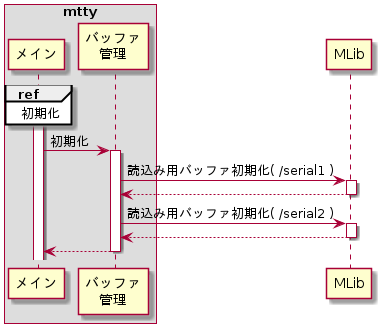 mtty
メイン
バッファ
管理
MLib
ref
初期化
初期化
読込み用バッファ初期化( /serial1 )
読込み用バッファ初期化( /serial2 )
メイン
バッファ
管理
MLib